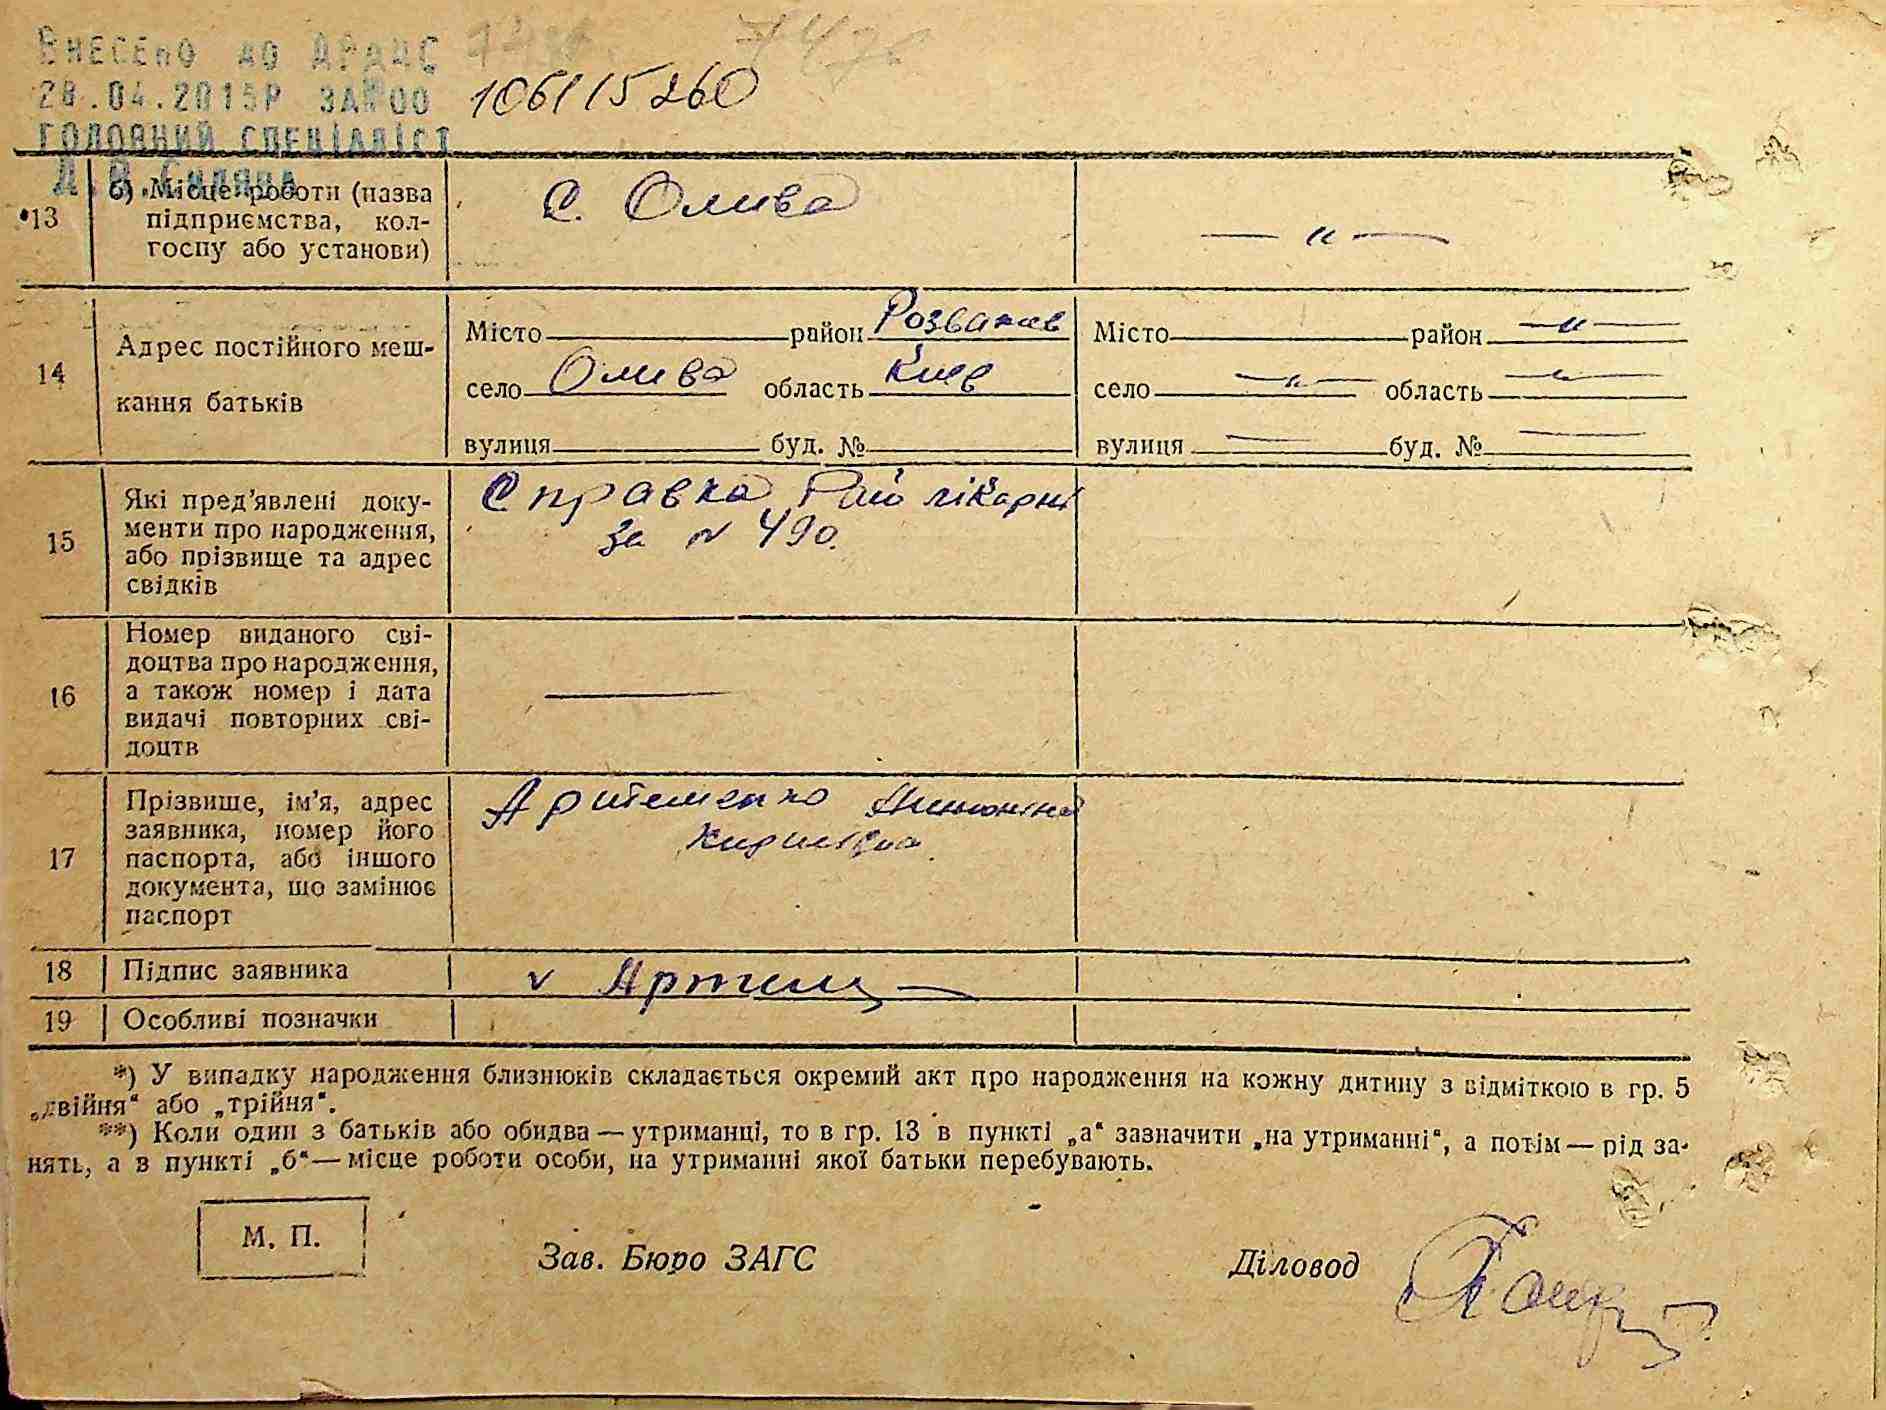 Внесено до ДРАЦС
28.04.2015р за №00 106115260
Головний спеціаліст
13 б) Місце роботи (назва підприємства, кол-
госпу або установи)
с. Олива
— " —
14 Адрес постійного меш-
кання батьків
Місто район Розважів
село Олива область Київ
вулиця буд. №
Місто район — " —
село — " — область — " —
вулиця — буд. № —
15 Які пред'явлені доку-
менти про народження,
або прізвище та адрес
свідків
Справка Рай лікарні
за № 490.
16 Номер виданого сві-
доцтва про народження,
а також номер і дата
видачі повторних сві-
доцтв
—
17 Прізвище, ім'я, адрес
заявника, номер його
паспорта, або іншого
документа, що замінює
паспорт
Артеменко Антоніна
Кирилівна
18 Підпис заявника
v Артем
19 Особливі позначки
*) У випадку народження близнюків складається окремий акт про народження на кожну дитину з відміткою в гр. 5
„двійня“ або „трійня“.
**) Коли один з батьків або обидва — утриманці, то в гр. 13 в пункті „а“ зазначити „на утриманні“, а потім — рід за-
нять, а в пункті „б“ — місце роботи особи, на утриманні якої батьки перебувають.
М. П.
Зав. Бюро ЗАГС
Діловод